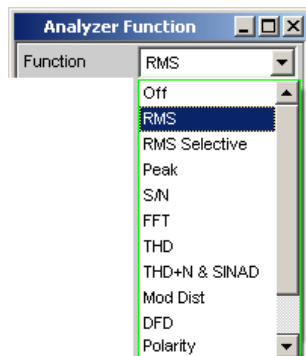 Analyzer Function
Function RMS
Off
RMS
RMS Selective
Peak
S/N
FFT
THD
THD+N & SINAD
Mod Dist
DFD
Polarity